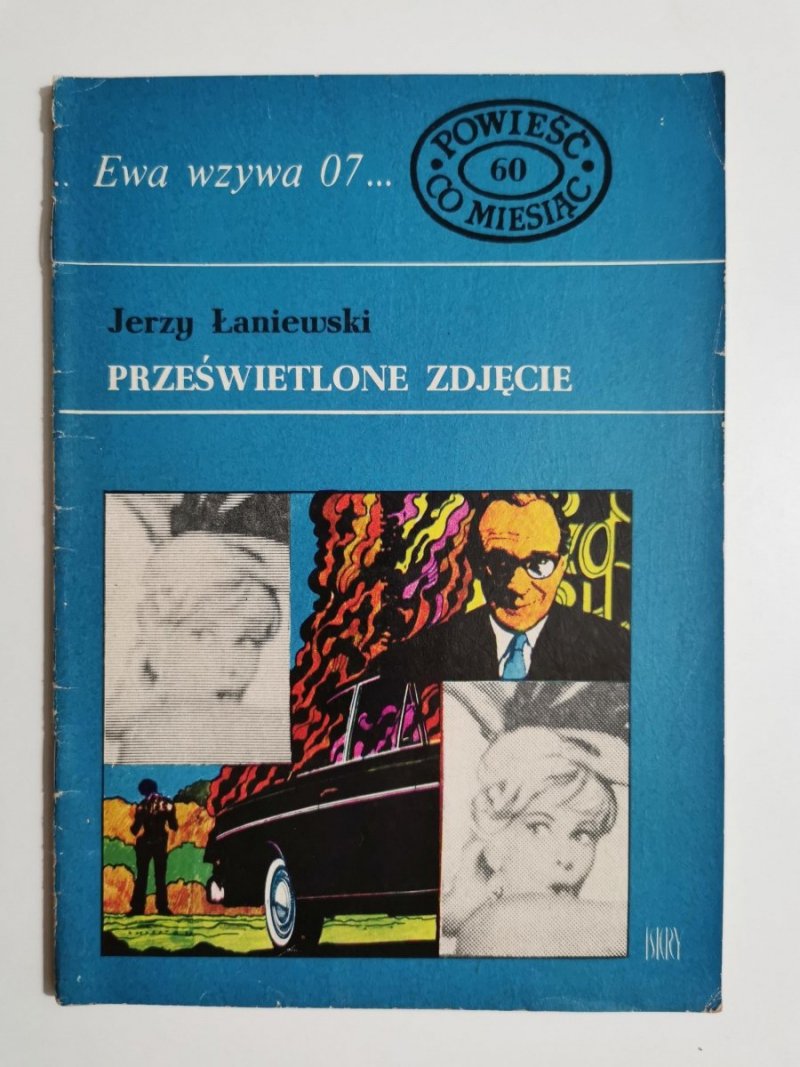 .. Ewa wzywa 07...
• POWIEŚĆ •
60
CO MIESIĄC
Jerzy Łaniewski
PRZEŚWIETLONE ZDJĘCIE
ISKRY